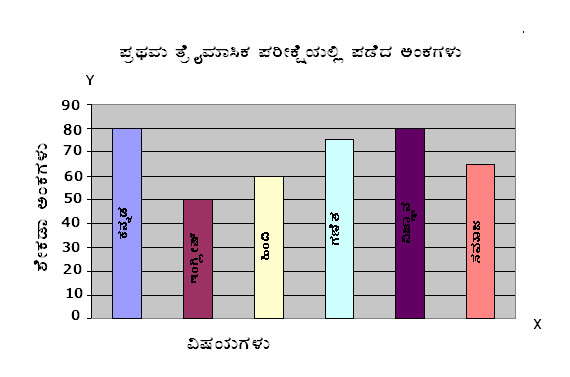 ಪ್ರಥಮ ತ್ರೈಮಾಸಿಕ ಪರೀಕ್ಷೆಯಲ್ಲಿ ಪಡೆದ ಅಂಕಗಳು
Y
ಶೇಕಡಾ ಅಂಕಗಳು
90
80
70
60
50
40
30
20
10
0
ಕನ್ನಡ
ಇಂಗ್ಲೀಷ್
ಹಿಂದಿ
ಗಣಿತ
ವಿಜ್ಞಾನ
ಸಮಾಜ
X
ವಿಷಯಗಳು